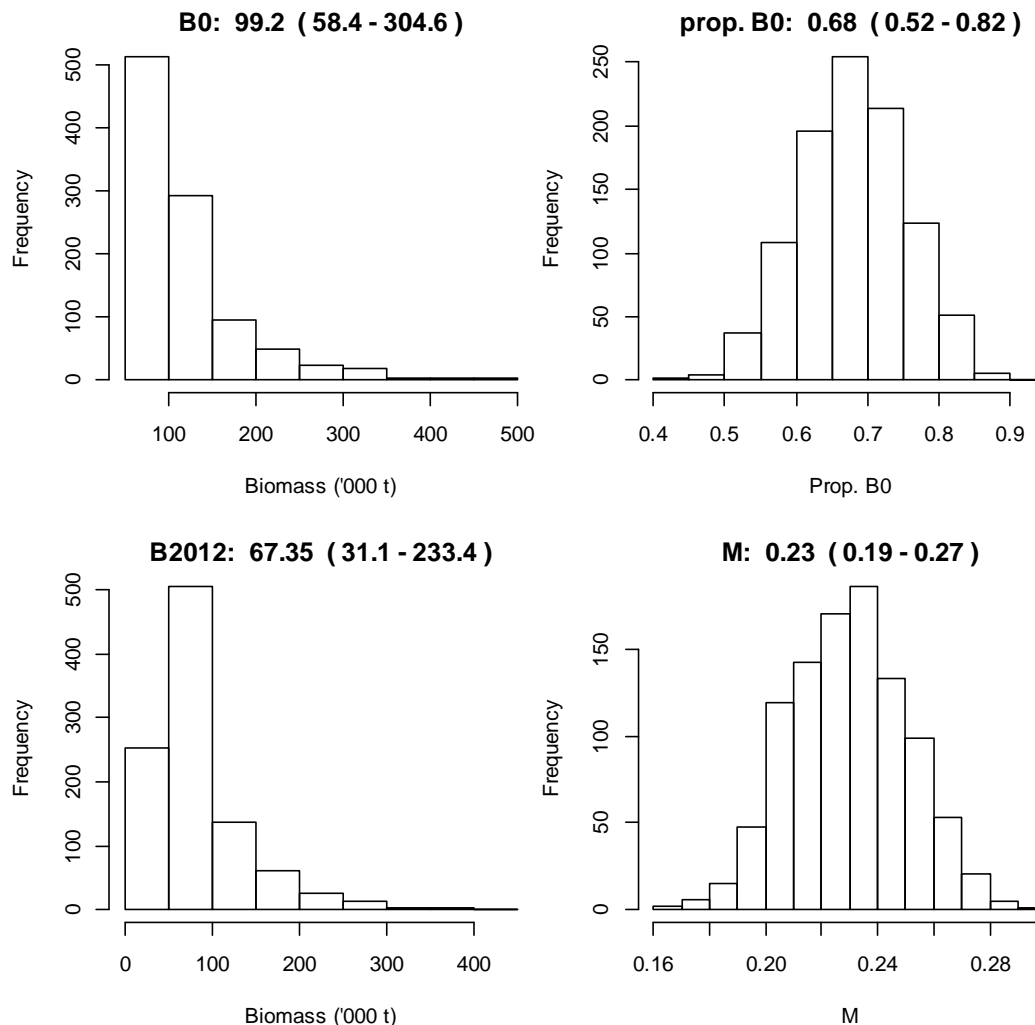 B0: 99.2 ( 58.4 - 304.6 )
Frequency
0 100 200 300 400 500
100 200 300 400 500
Biomass ('000 t)
prop. B0: 0.68 ( 0.52 - 0.82 )
Frequency
0 50 100 150 200 250
0.4 0.5 0.6 0.7 0.8 0.9
Prop. B0
B2012: 67.35 ( 31.1 - 233.4 )
Frequency
0 100 200 300 400 500
0 100 200 300 400
Biomass ('000 t)
M: 0.23 ( 0.19 - 0.27 )
Frequency
0 50 100 150
0.16 0.20 0.24 0.28
M